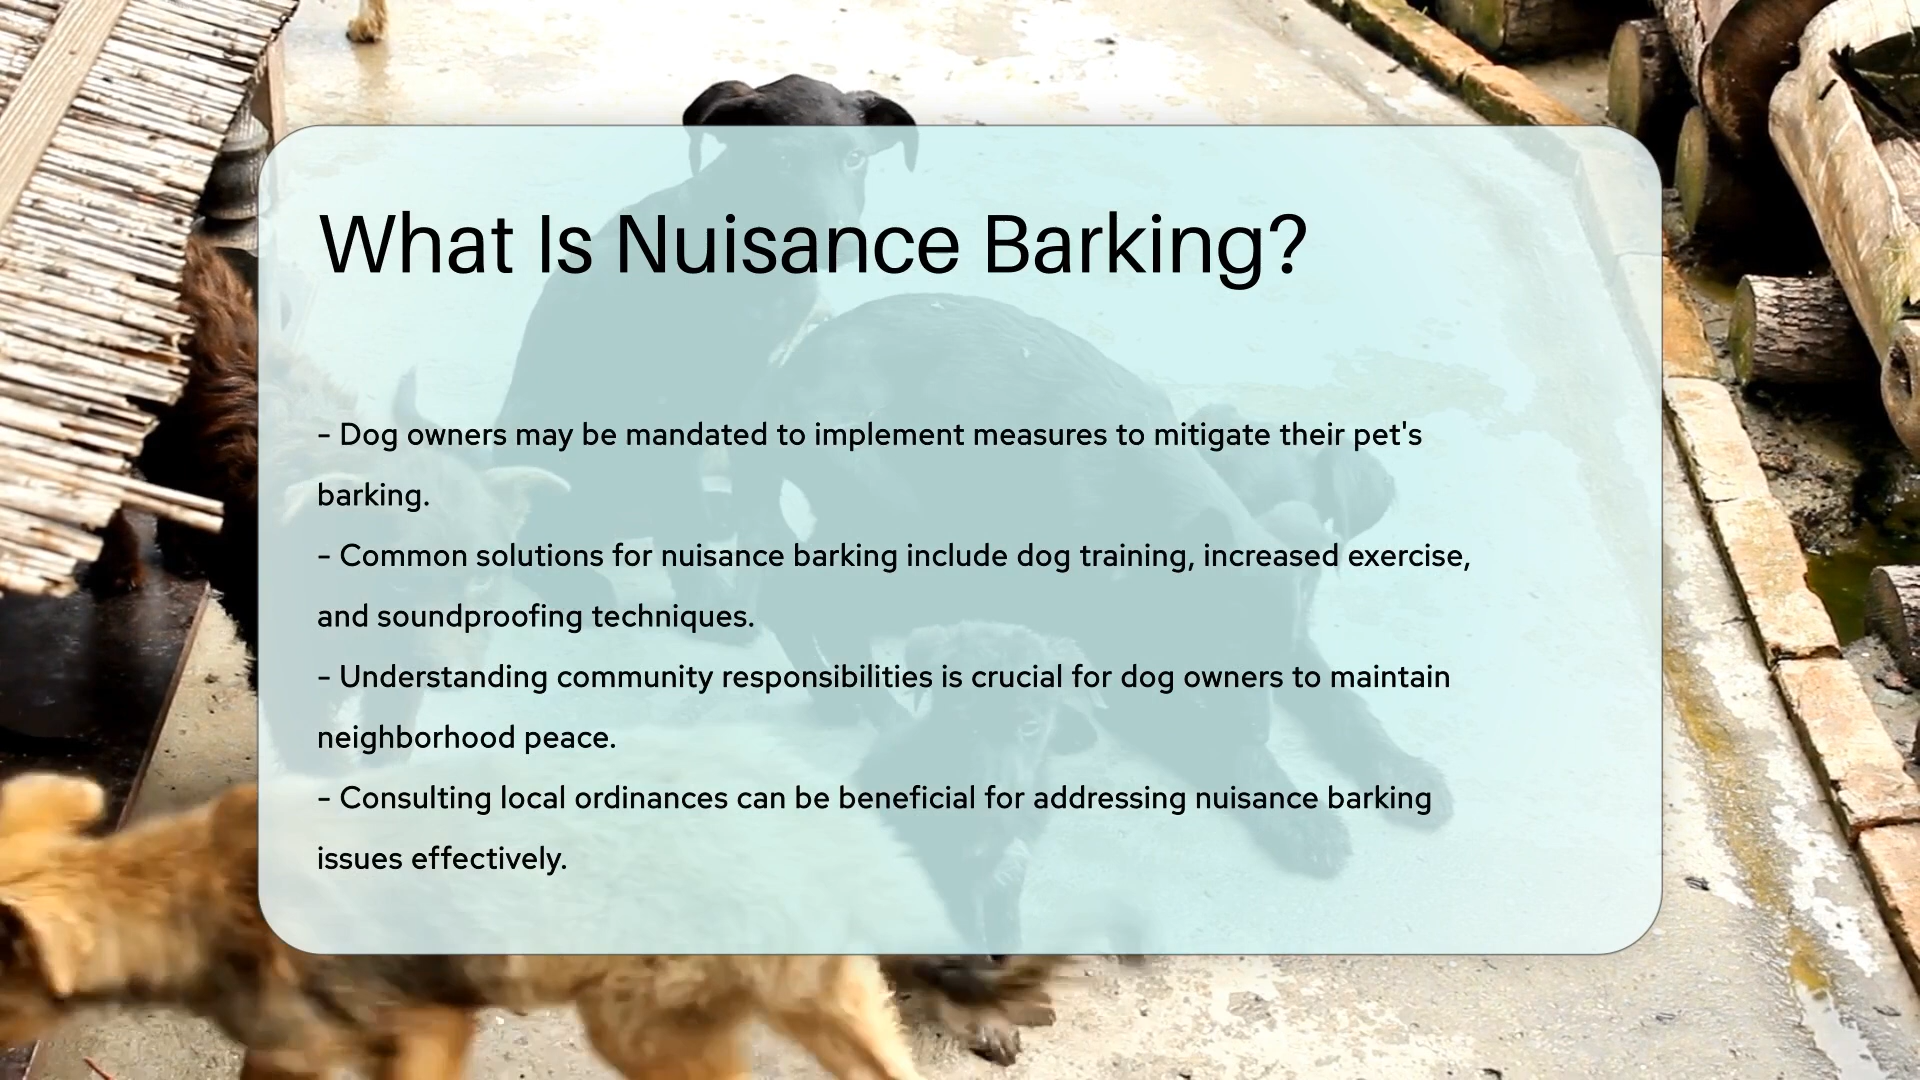 What Is Nuisance Barking?
- Dog owners may be mandated to implement measures to mitigate their pet's
barking.
- Common solutions for nuisance barking include dog training, increased exercise,
and soundproofing techniques.
- Understanding community responsibilities is crucial for dog owners to maintain
neighborhood peace.
- Consulting local ordinances can be beneficial for addressing nuisance barking
issues effectively.